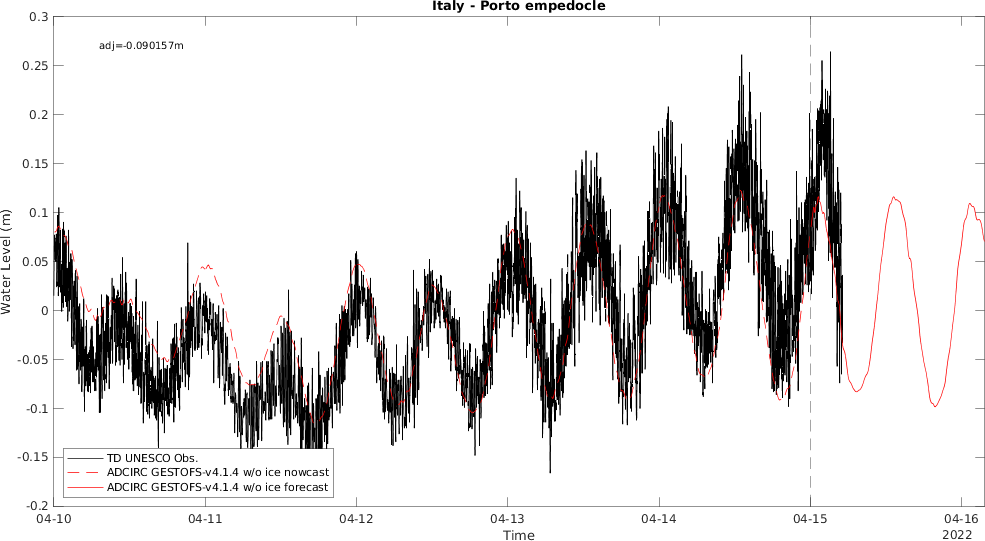 Italy - Porto empedocle
adj=-0.090157m
Water Level (m)
0.3
0.25
0.2
0.15
0.1
0.05
0
-0.05
-0.1
-0.15
-0.2
TD UNESCO Obs.
ADCIRC GESTOFS-v4.1.4 w/o ice nowcast
ADCIRC GESTOFS-v4.1.4 w/o ice forecast
04-10 04-11 04-12 04-13 04-14 04-15 04-16
Time
2022